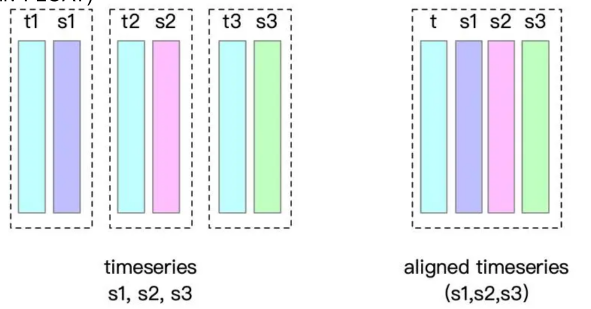 t1 s1 t2 s2 t3 s3 t s1 s2 s3
timeseries
s1, s2, s3
aligned timeseries
(s1,s2,s3)